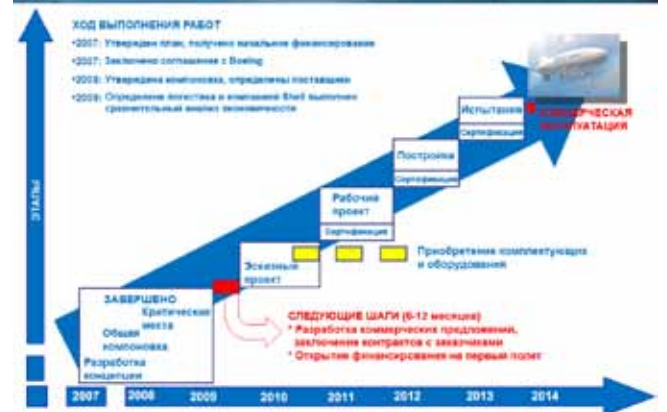 ХОД ВЫПОЛНЕНИЯ РАБОТ
•2007: Утвержден план, получено начальное финансирование
•2007: Заключено соглашение с Boeing
•2008: Утверждена компоновка, определены поставщики
•2009: Определена логистика и компанией Shell выполнен
сравнительный анализ экономичности
КОММЕРЧЕСКАЯ
ЭКСПЛУАТАЦИЯ
Испытания
Сертификация
Постройка
Сертификация
Рабочий
проект
Сертификация
Эскизный
проект
Приобретение комплектующих
и оборудования
ЭТАПЫ
ЗАВЕРШЕНО
Критические
места
Общая
компоновка
Разработка
концепции
СЛЕДУЮЩИЕ ШАГИ (6-12 месяцев)
* Разработка коммерческих предложений,
заключение контрактов с заказчиками
* Открытие финансирования на первый полет
2007 2008 2009 2010 2011 2012 2013 2014